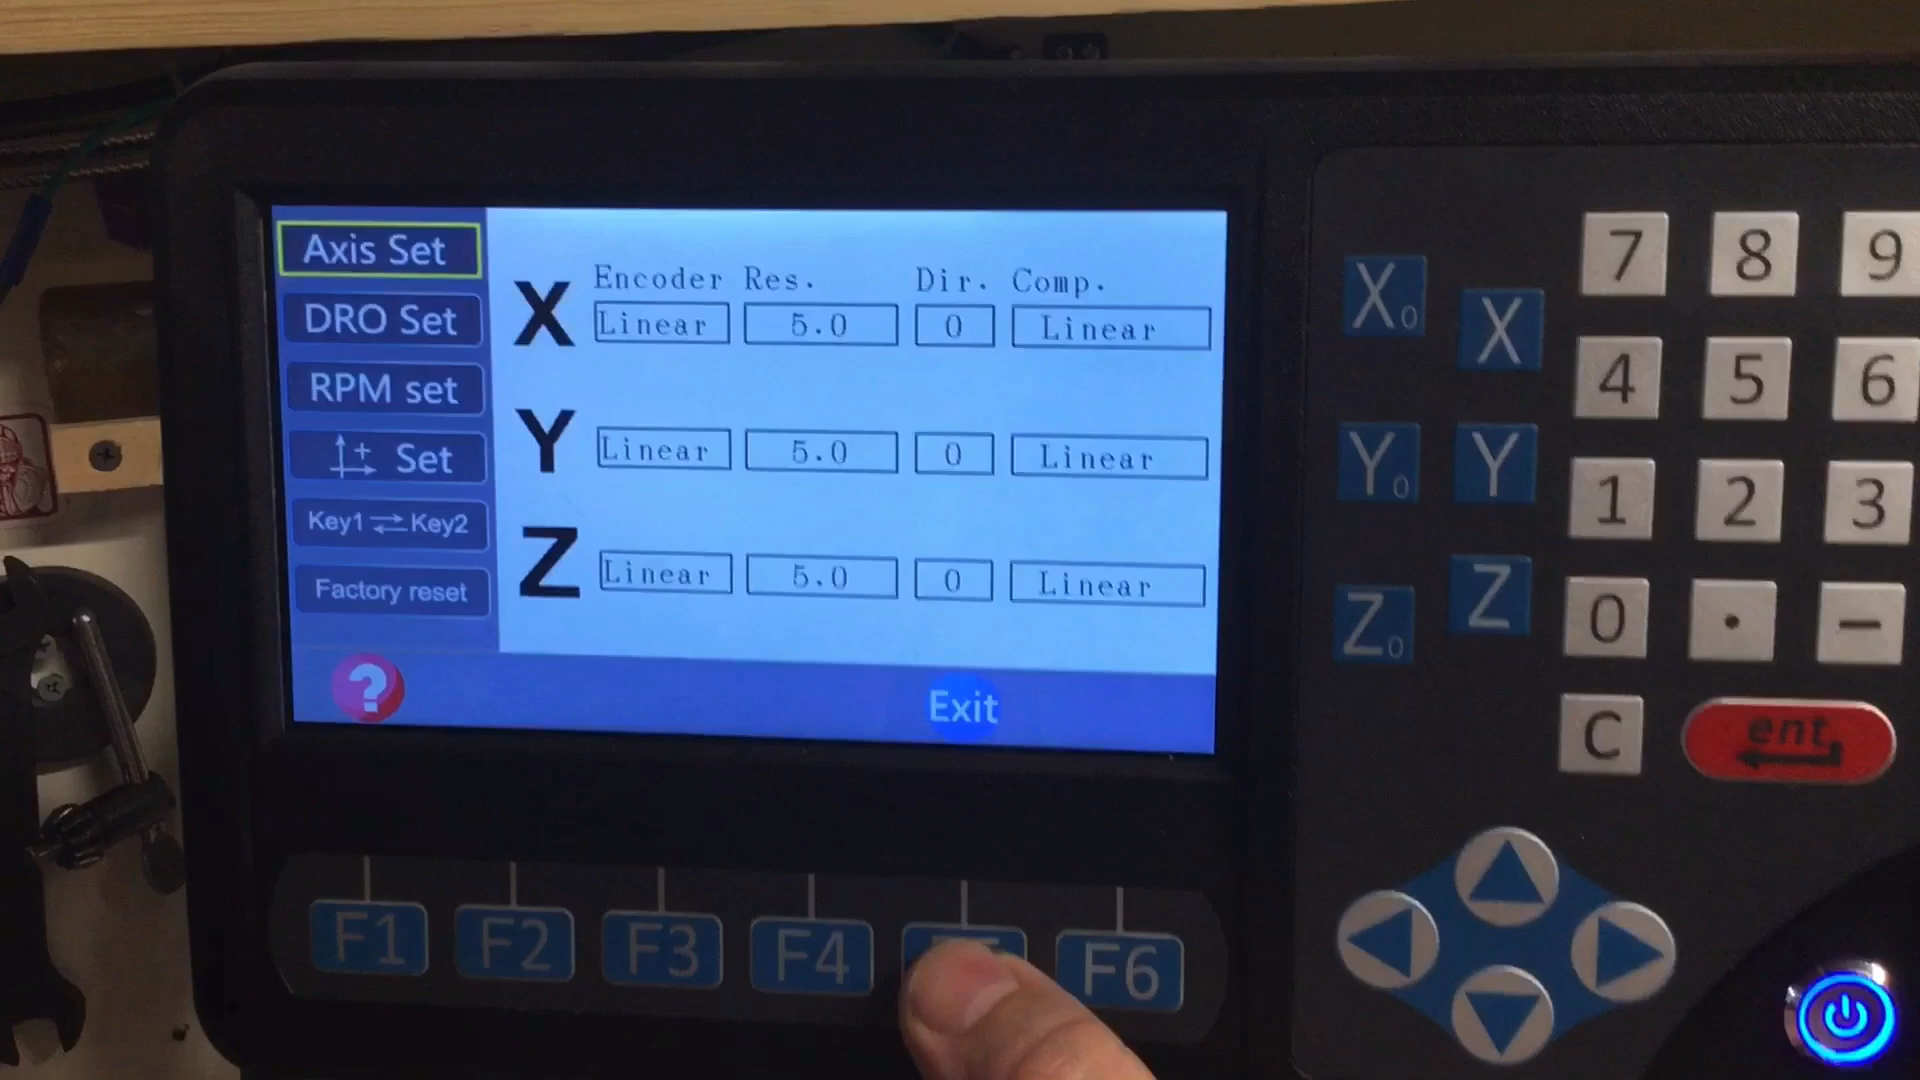 Axis Set
DRO Set
RPM set
Set
Key1 Key2
Factory reset
Encoder Res. Dir. Comp.
X Linear 5.0 0 Linear
Y Linear 5.0 0 Linear
Z Linear 5.0 0 Linear
? Exit
F1 F2 F3 F4 F6
X0 X 7 8 9
4 5 6
Y0 Y 1 2 3
Z0 Z 0 . -
C ent